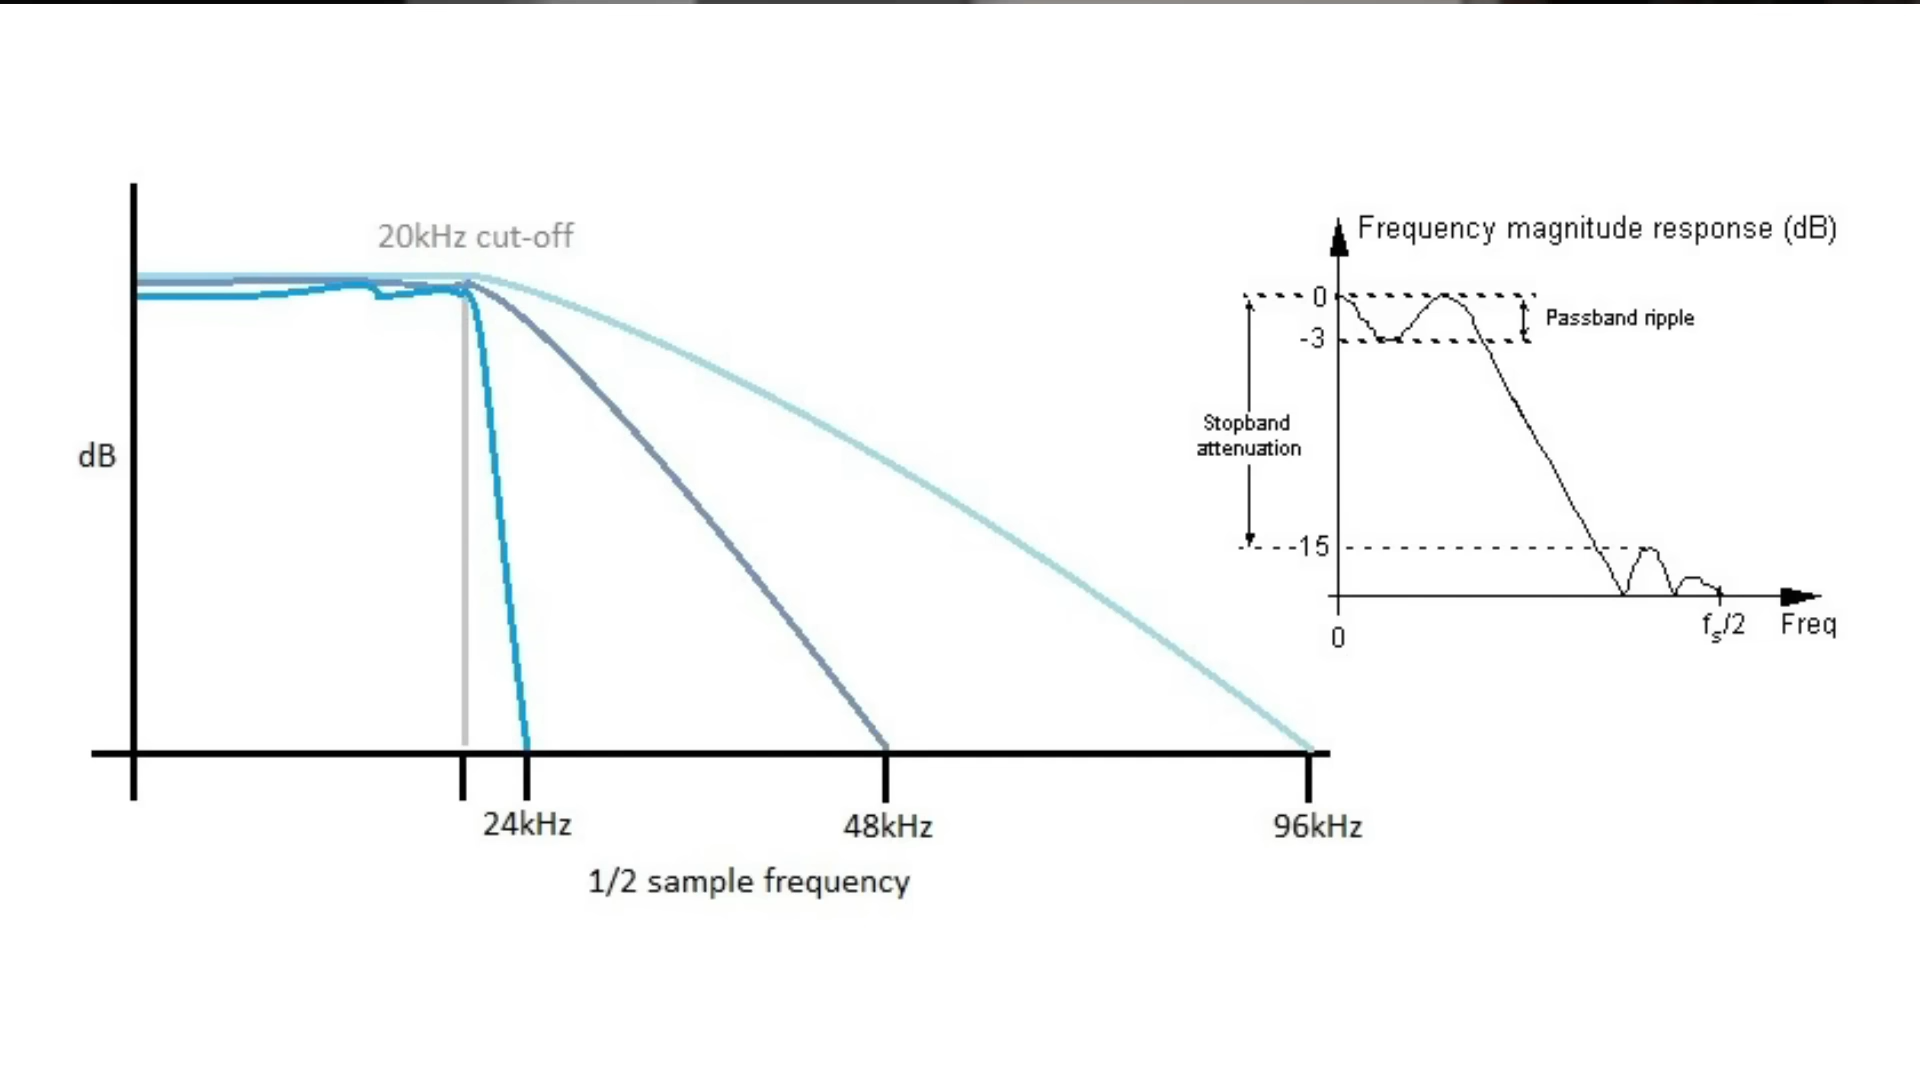 20kHz cut-off
dB
24kHz
48kHz
96kHz
1/2 sample frequency
Frequency magnitude response (dB)
0
-3
Passband ripple
Stopband
attenuation
-15
0
fs/2
Freq